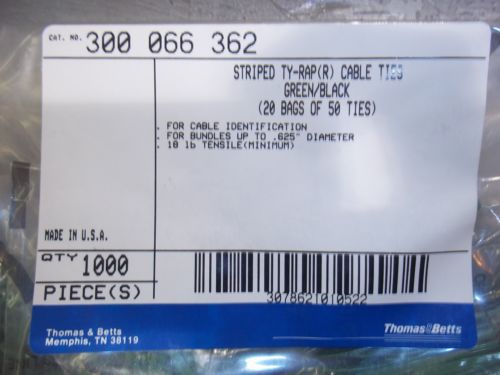 CAT. NO. 300 066 362
STRIPED TY-RAP(R) CABLE TIES
GREEN/BLACK
(20 BAGS OF 50 TIES)
. FOR CABLE IDENTIFICATION
. FOR BUNDLES UP TO .625" DIAMETER
. 18 lb TENSILE(MINIMUM)
MADE IN U.S.A.
QTY 1000
PIECE(S)
3078621010522
Thomas & Betts
Memphis, TN 38119
Thomas&Betts